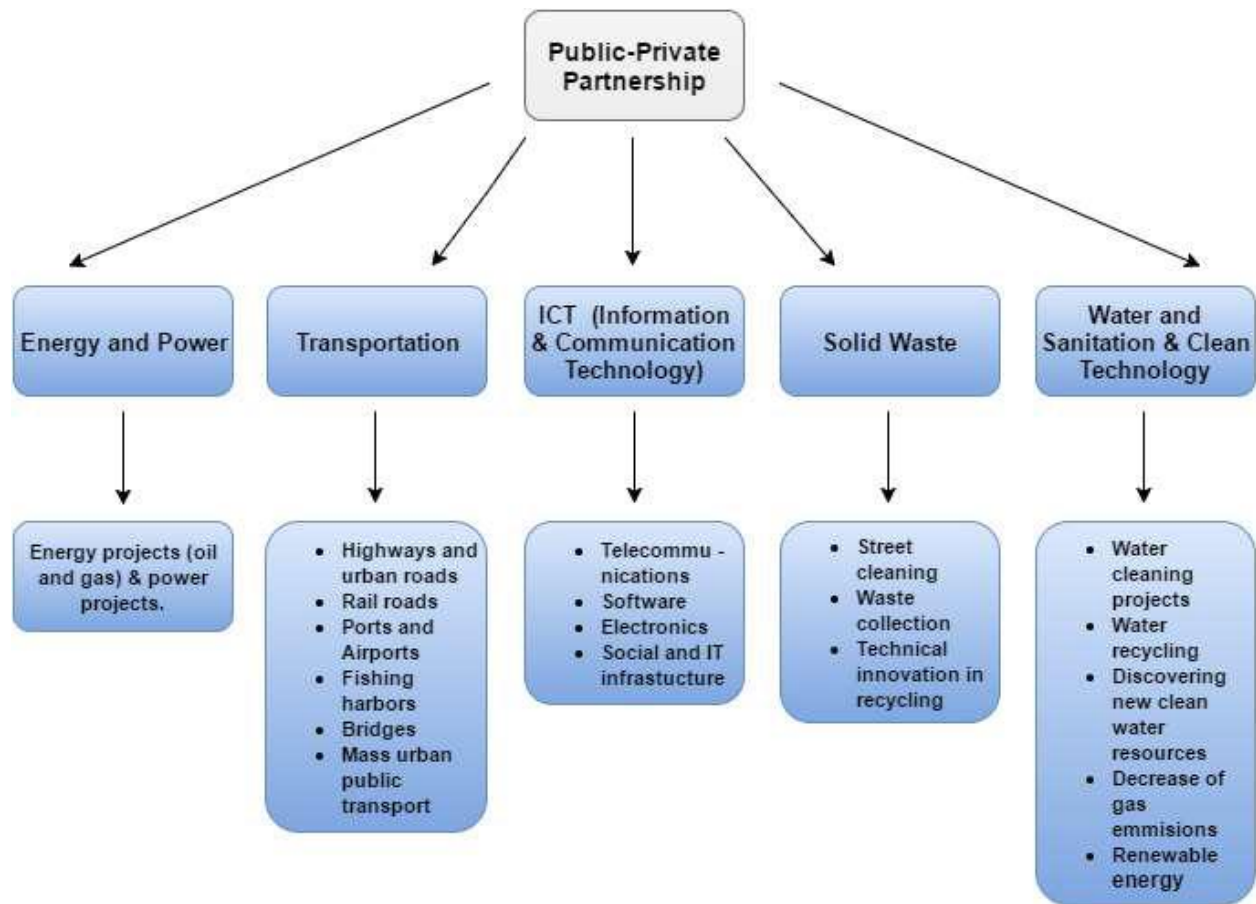 Public-Private
Partnership
Energy and Power
Transportation
ICT (Information
& Communication
Technology)
Solid Waste
Water and
Sanitation & Clean
Technology
Energy projects (oil
and gas) & power
projects.
• Highways and
urban roads
• Rail roads
• Ports and
Airports
• Fishing
harbors
• Bridges
• Mass urban
public
transport
• Telecommu -
nications
• Software
• Electronics
• Social and IT
infrastucture
• Street
cleaning
• Waste
collection
• Technical
innovation in
recycling
• Water
cleaning
projects
• Water
recycling
• Discovering
new clean
water
resources
• Decrease of
gas
emmisions
• Renewable
energy